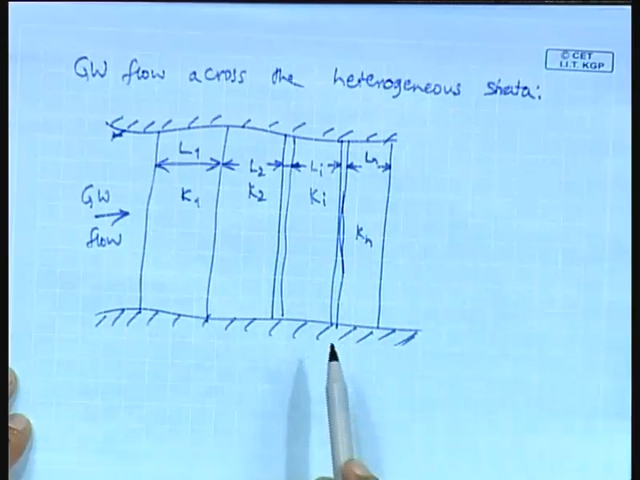 © CET
I.I.T. KGP
GW flow across the heterogeneous strata:
L1 L2 Li Ln
GW K1 K2 Ki
flow Kn